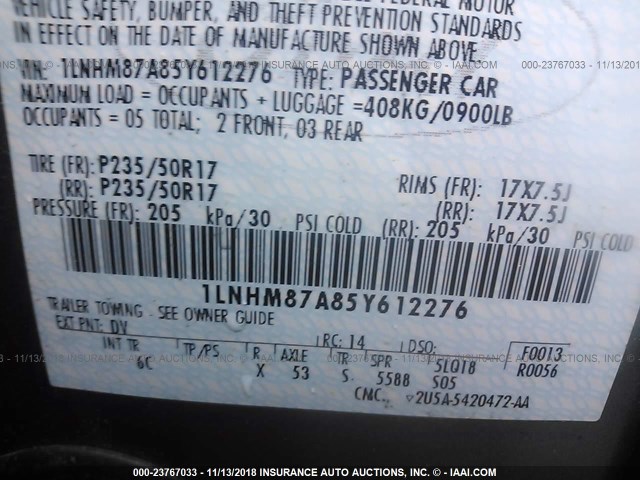 FEDERAL MOTOR
VEHICLE SAFETY, BUMPER, AND THEFT PREVENTION STANDARDS
IN EFFECT ON THE DATE OF MANUFACTURE SHOWN ABOVE
VIN: 1LNHM87A85Y612276 TYPE: PASSENGER CAR
MAXIMUM LOAD = OCCUPANTS + LUGGAGE =408KG/0900LB
OCCUPANTS = 05 TOTAL; 2 FRONT, 03 REAR
TIRE (FR): P235/50R17 RIMS (FR): 17X7.5J
(RR): P235/50R17 (RR): 17X7.5J
PRESSURE (FR): 205 kPa/30 PSI COLD (RR): 205 kPa/30 PSI COLD
1LNHM87A85Y612276
TRAILER TOWING - SEE OWNER GUIDE
EXT PNT: DV RC: 14 DSO: F0013
INT TR TP/PS R AXLE TR SPR SLQ18 R0056
6C X 53 S 5588 S05
CMC. 2U5A-5420472-AA
000-23767033 - 11/13/2018 INSURANCE AUTO AUCTIONS, INC. - IAAI.COM